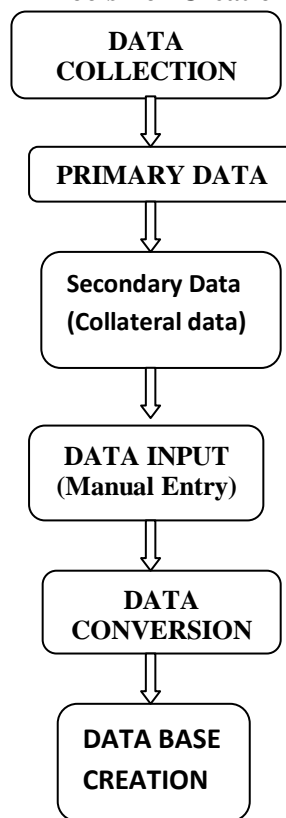 DATA
COLLECTION
PRIMARY DATA
Secondary Data
(Collateral data)
DATA INPUT
(Manual Entry)
DATA
CONVERSION
DATA BASE
CREATION